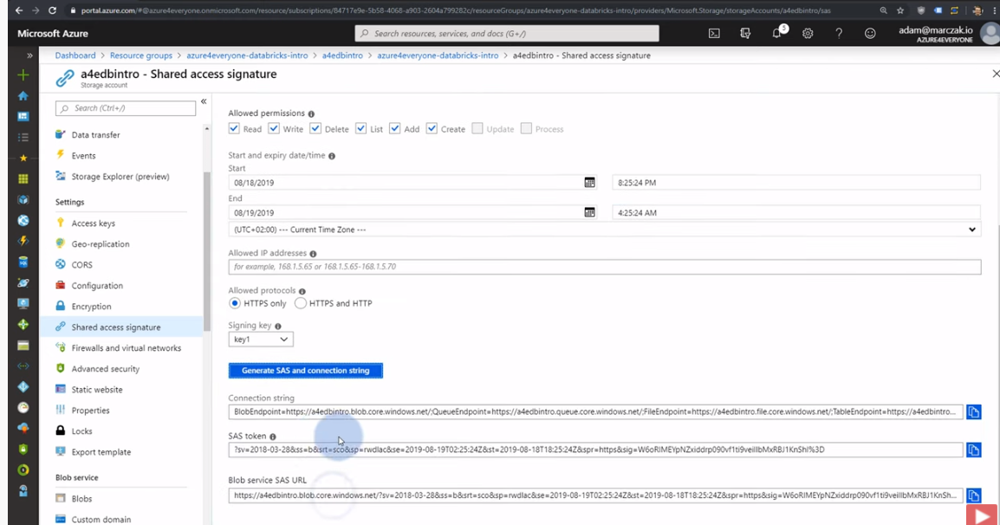 portal.azure.com/#@azure4everyone.onmicrosoft.com/resource/subscriptions/84717e9e-5b58-4068-a903-2604a799282c/resourceGroups/azure4everyone-databricks-intro/providers/Microsoft.Storage/storageAccounts/a4edbintro/sas
Microsoft Azure
Search resources, services, and docs (G+/)
5
adam@marczak.io
AZURE4EVERYONE
Dashboard > Resource groups > azure4everyone-databricks-intro > a4edbintro > azure4everyone-databricks-intro > a4edbintro - Shared access signature
a4edbintro - Shared access signature
Storage account
Search (Ctrl+/)
Data transfer
Events
Storage Explorer (preview)
Settings
Access keys
Geo-replication
CORS
Configuration
Encryption
Shared access signature
Firewalls and virtual networks
Advanced security
Static website
Properties
Locks
Export template
Blob service
Blobs
Custom domain
Allowed permissions
Read Write Delete List Add Create Update Process
Start and expiry date/time
Start
08/18/2019 8:25:24 PM
End
08/19/2019 4:25:24 AM
(UTC+02:00) --- Current Time Zone ---
Allowed IP addresses
for example, 168.1.5.65 or 168.1.5.65-168.1.5.70
Allowed protocols
HTTPS only HTTPS and HTTP
Signing key
key1
Generate SAS and connection string
Connection string
BlobEndpoint=https://a4edbintro.blob.core.windows.net/;QueueEndpoint=https://a4edbintro.queue.core.windows.net/;FileEndpoint=https://a4edbintro.file.core.windows.net/;TableEndpoint=https://a4edbintro...
SAS token
?sv=2018-03-28&ss=b&srt=sco&sp=rwdlac&se=2019-08-19T02:25:24Z&st=2019-08-18T18:25:24Z&spr=https&sig=
Blob service SAS URL
https://a4edbintro.blob.core.windows.net/?sv=2018-03-28&ss=b&srt=sco&sp=rwdlac&se=2019-08-19T02:25:24Z&st=2019-08-18T18:25:24Z&spr=https&sig=